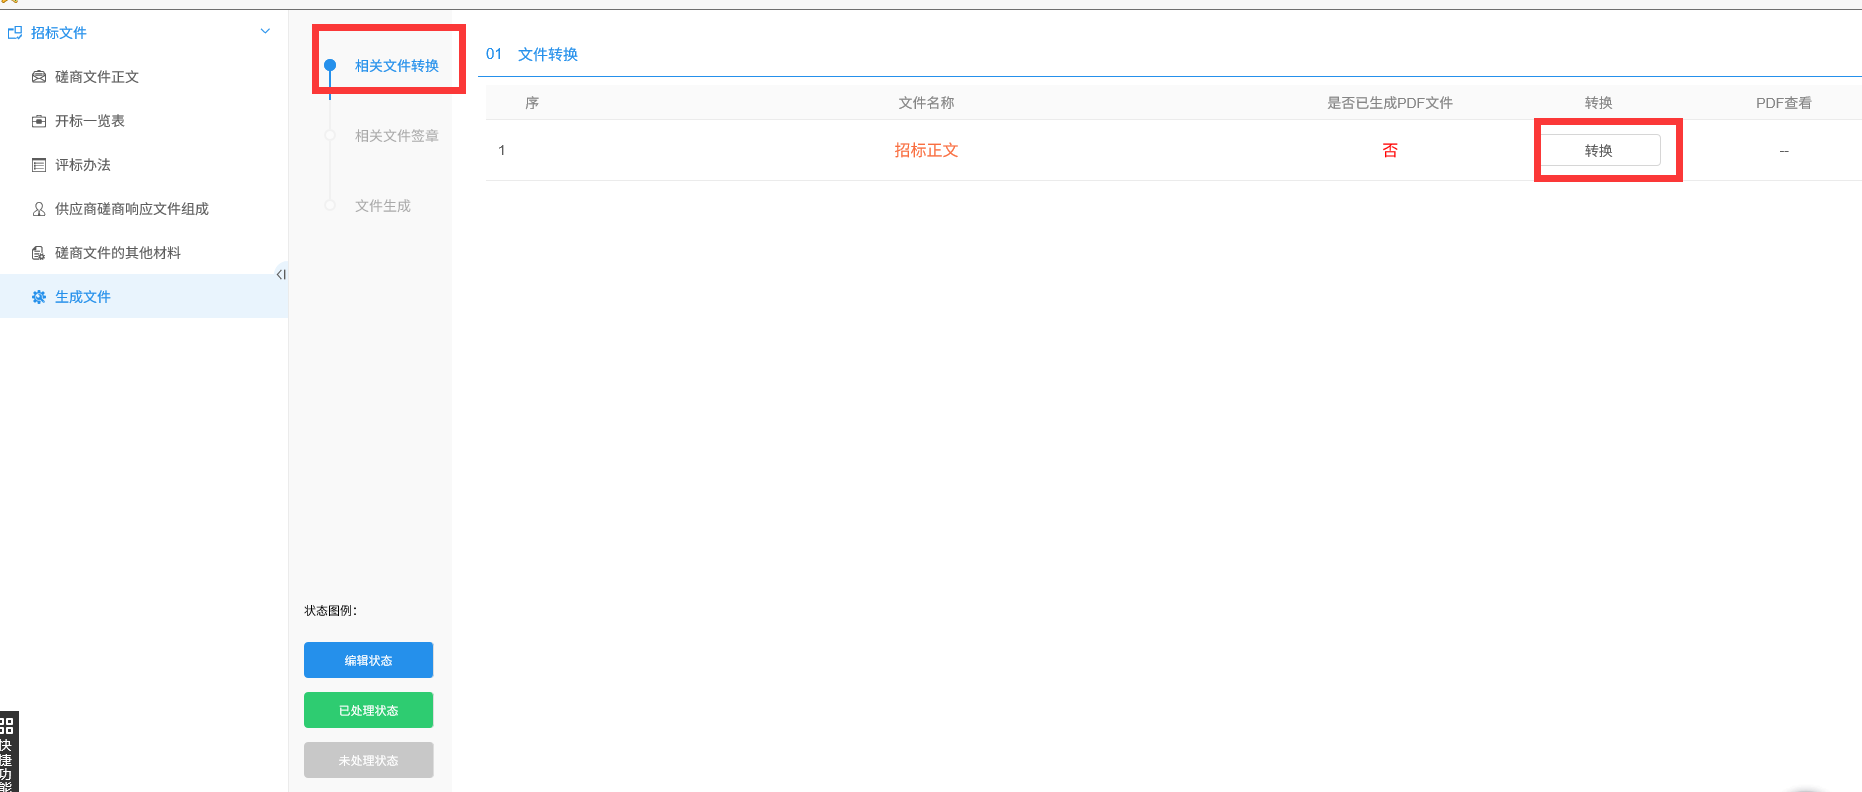 招标文件
磋商文件正文
开标一览表
评标办法
供应商磋商响应文件组成
磋商文件的其他材料
生成文件
快捷功能
相关文件转换
相关文件签章
文件生成
状态图例：
编辑状态
已处理状态
未处理状态
01 文件转换
序 文件名称 是否已生成PDF文件 转换 PDF查看
1 招标正文 否 转换 --